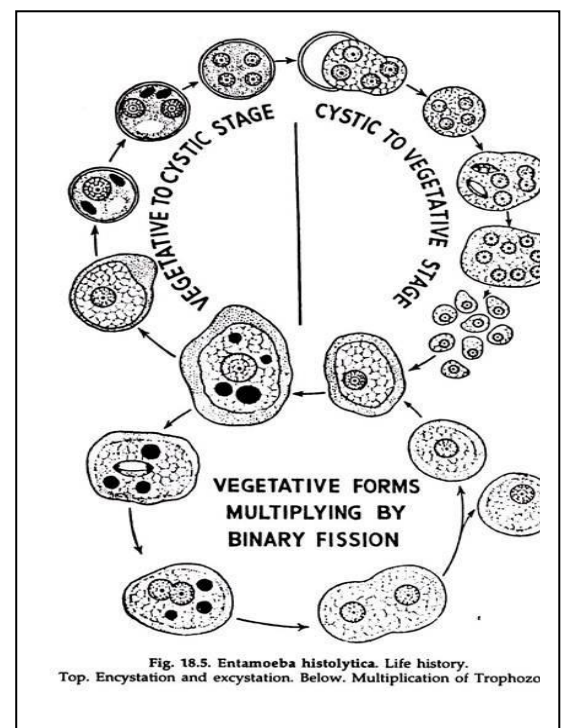 VEGETATIVE TO CYSTIC STAGE
CYSTIC TO VEGETATIVE STAGE
VEGETATIVE FORMS
MULTIPLYING BY
BINARY FISSION
Fig. 18.5. Entamoeba histolytica. Life history.
Top. Encystation and excystation. Below. Multiplication of Trophozo